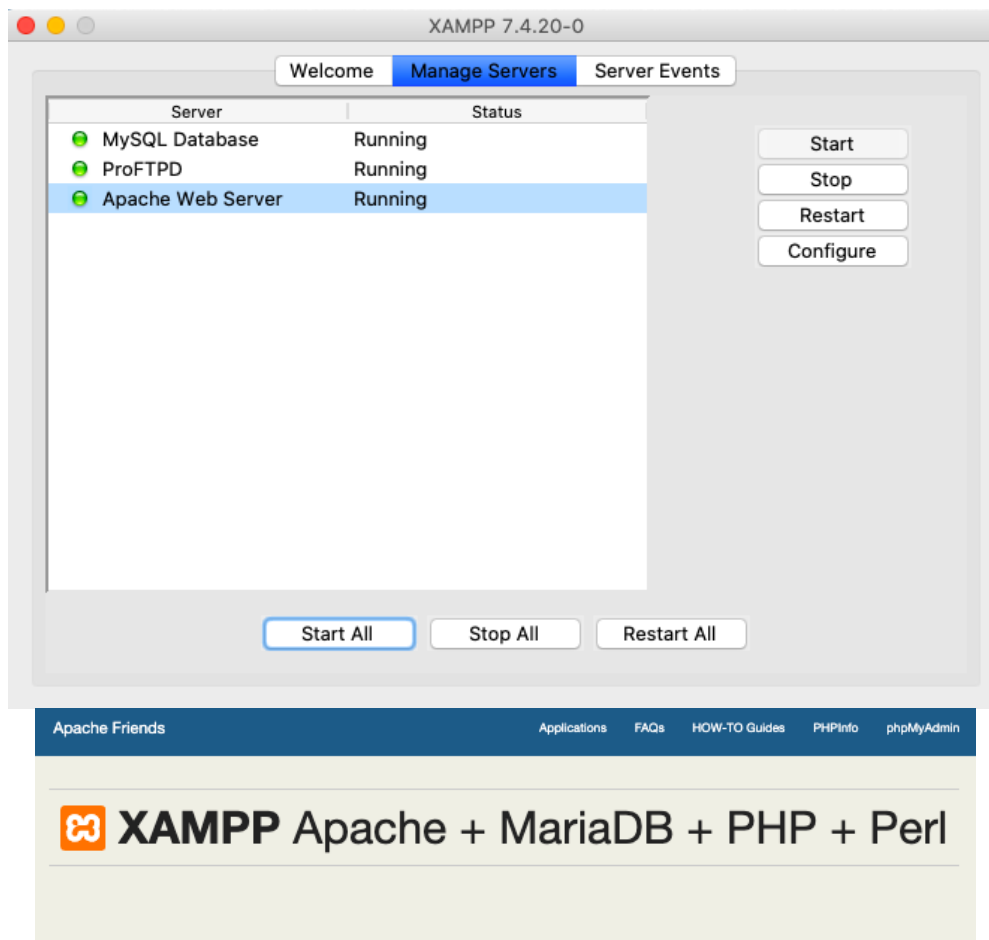 XAMPP 7.4.20-0
Welcome Manage Servers Server Events
Server Status
MySQL Database Running
ProFTPD Running
Apache Web Server Running
Start
Stop
Restart
Configure
Start All Stop All Restart All
Apache Friends Applications FAQs HOW-TO Guides PHPInfo phpMyAdmin
XAMPP Apache + MariaDB + PHP + Perl